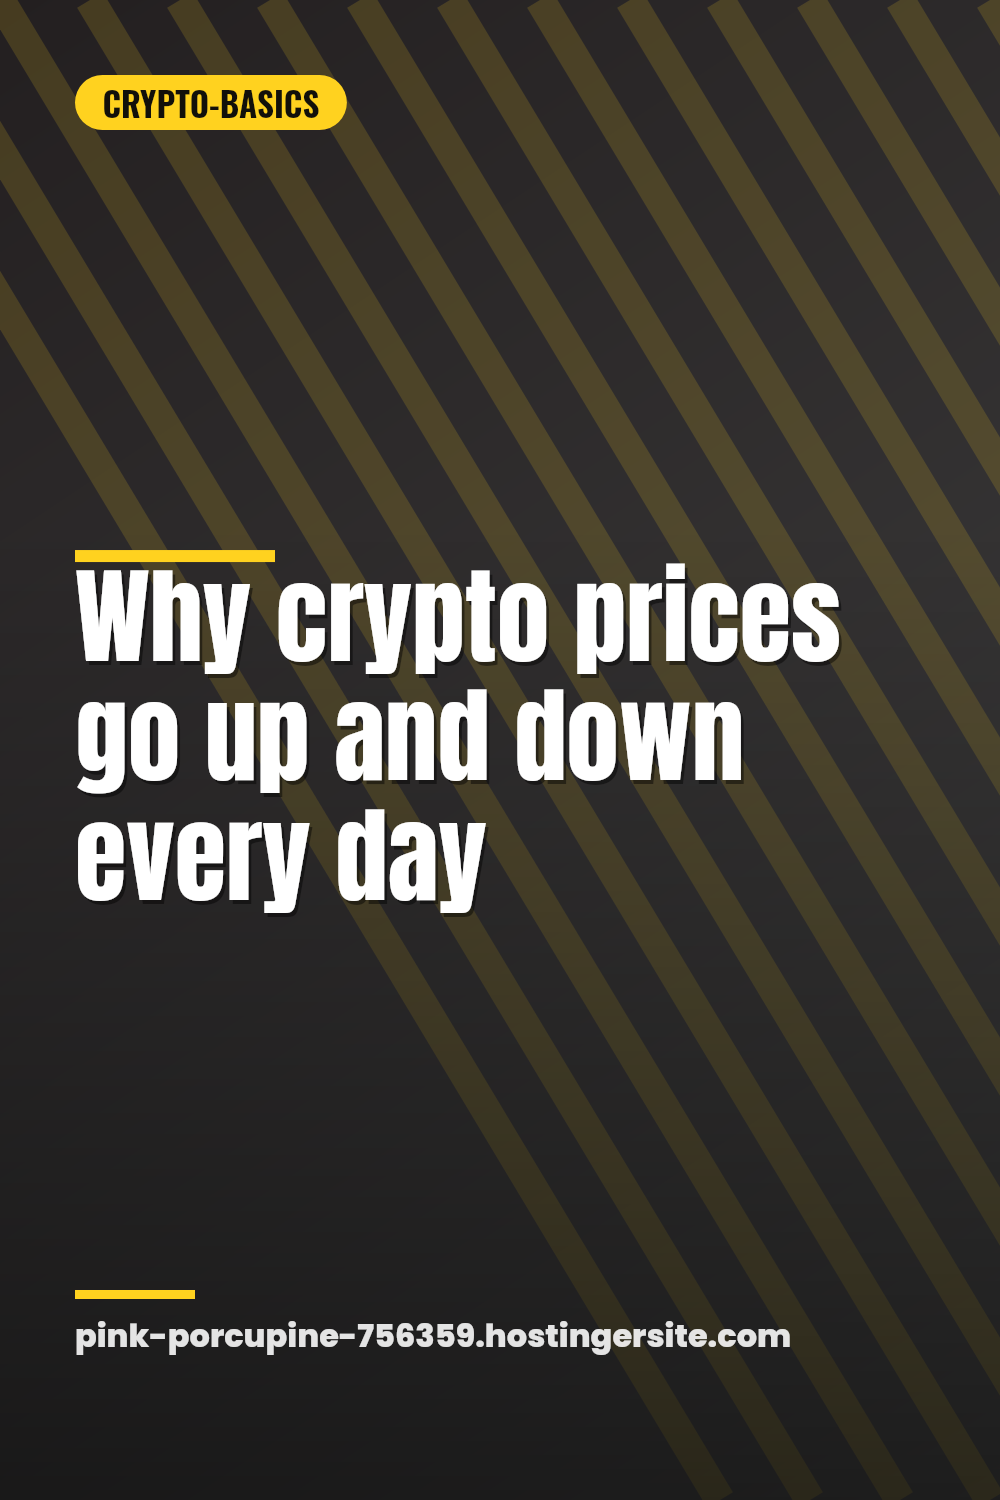 CRYPTO-BASICS
Why crypto prices
go up and down
every day
pink-porcupine-756359.hostingersite.com